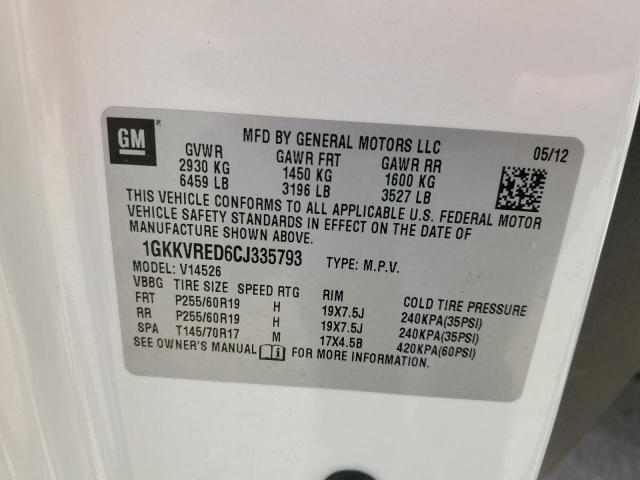 GM
MFD BY GENERAL MOTORS LLC 05/12
GVWR GAWR FRT GAWR RR
2930 KG 1450 KG 1600 KG
6459 LB 3196 LB 3527 LB
THIS VEHICLE CONFORMS TO ALL APPLICABLE U.S. FEDERAL MOTOR
VEHICLE SAFETY STANDARDS IN EFFECT ON THE DATE OF
MANUFACTURE SHOWN ABOVE.
1GKKVRED6CJ335793 TYPE: M.P.V.
MODEL: V14526
VBBG TIRE SIZE SPEED RTG RIM COLD TIRE PRESSURE
FRT P255/60R19 H 19X7.5J 240KPA(35PSI)
RR P255/60R19 H 19X7.5J 240KPA(35PSI)
SPA T145/70R17 M 17X4.5B 420KPA(60PSI)
SEE OWNER'S MANUAL FOR MORE INFORMATION.